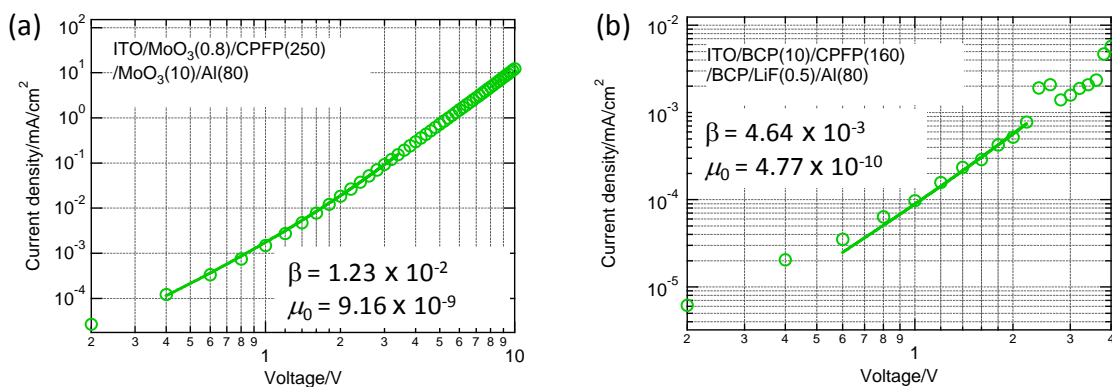 (a)
10²
10¹
10⁰
10⁻¹
10⁻²
10⁻³
10⁻⁴
Current density/mA/cm²
ITO/MoO₃(0.8)/CPFP(250)
/MoO₃(10)/Al(80)
β = 1.23 x 10⁻²
μ₀ = 9.16 x 10⁻⁹
2 3 4 5 6 7 8 9 2 3 4 5 6 7 8 9
1 10
Voltage/V
(b)
10⁻²
10⁻³
10⁻⁴
10⁻⁵
Current density/mA/cm²
ITO/BCP(10)/CPFP(160)
/BCP/LiF(0.5)/Al(80)
β = 4.64 x 10⁻³
μ₀ = 4.77 x 10⁻¹⁰
2 3 4 5 6 7 8 9 2 3 4
1
Voltage/V